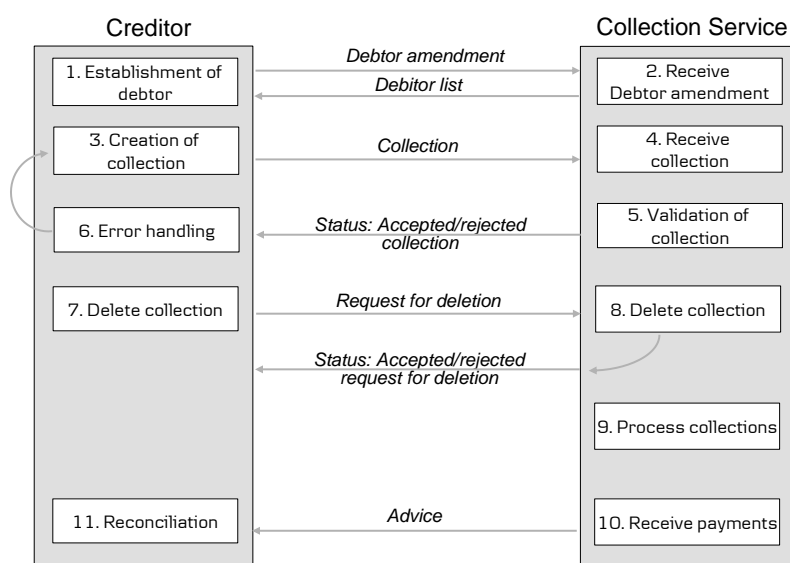 Creditor
Collection Service
1. Establishment of
debtor
Debtor amendment
Debitor list
2. Receive
Debtor amendment
3. Creation of
collection
Collection
4. Receive
collection
6. Error handling
Status: Accepted/rejected
collection
5. Validation of
collection
7. Delete collection
Request for deletion
8. Delete collection
Status: Accepted/rejected
request for deletion
9. Process collections
11. Reconciliation
Advice
10. Receive payments